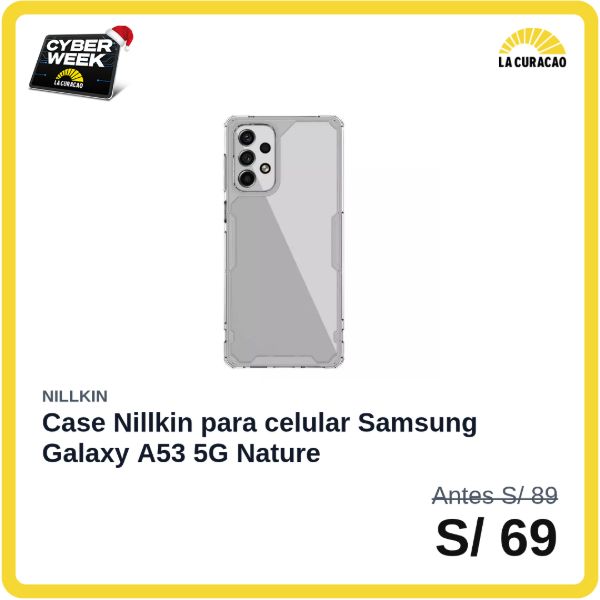 CYBER
WEEK
LA CURACAO
LA CURACAO
NILLKIN
Case Nillkin para celular Samsung
Galaxy A53 5G Nature
Antes S/ 89
S/ 69